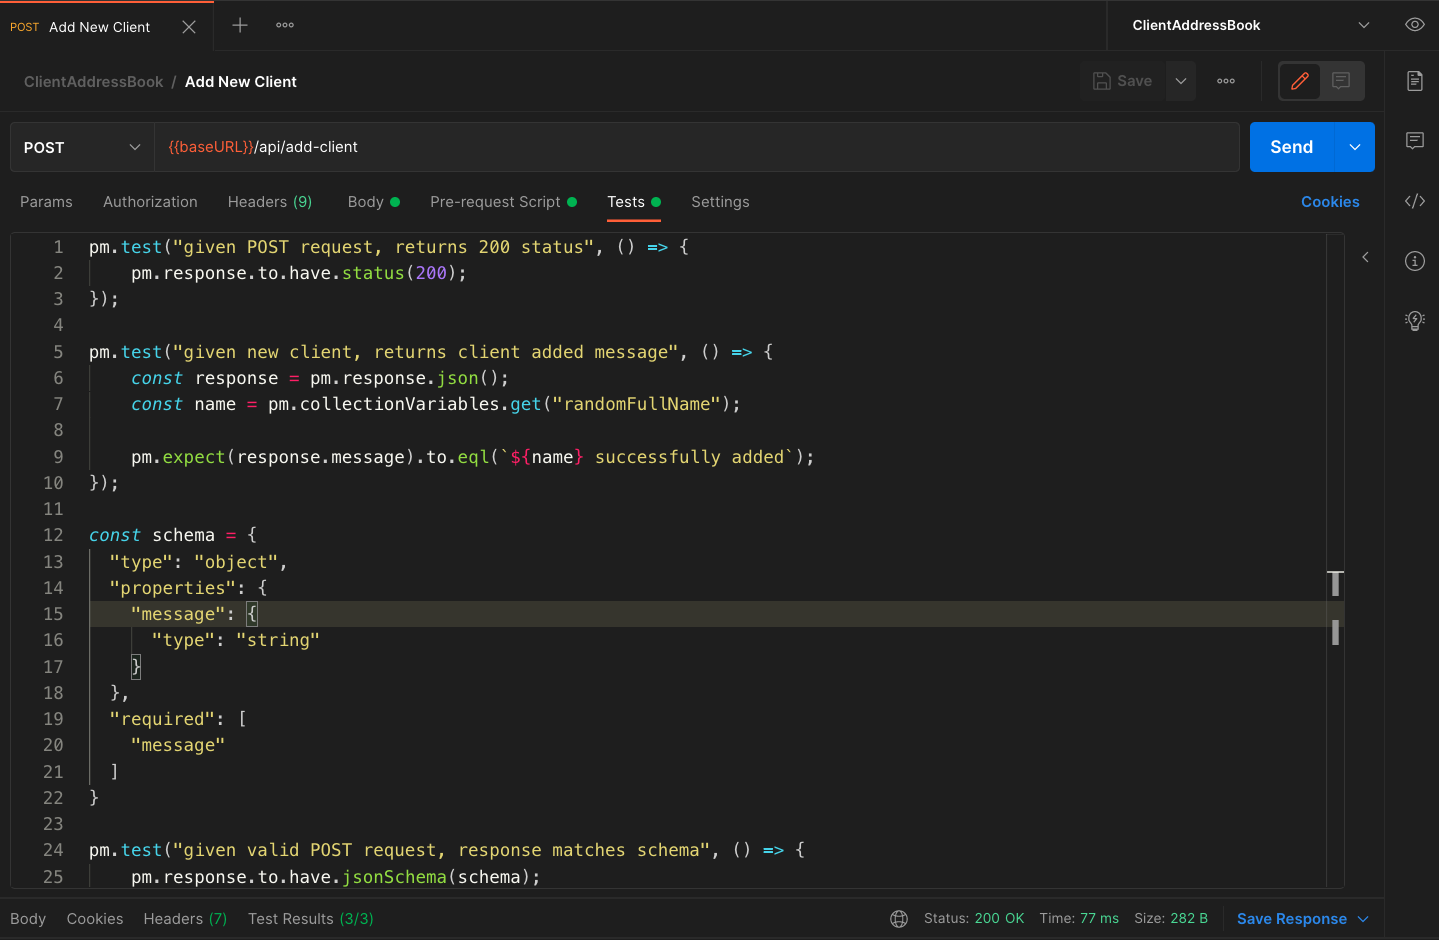 POST Add New Client
ClientAddressBook
ClientAddressBook / Add New Client
Save
POST
{{baseURL}}/api/add-client
Send
Params Authorization Headers (9) Body Pre-request Script Tests Settings Cookies
1 pm.test("given POST request, returns 200 status", () => {
2     pm.response.to.have.status(200);
3 });
4
5 pm.test("given new client, returns client added message", () => {
6     const response = pm.response.json();
7     const name = pm.collectionVariables.get("randomFullName");
8
9     pm.expect(response.message).to.eql(`${name} successfully added`);
10 });
11
12 const schema = {
13   "type": "object",
14   "properties": {
15     "message": {
16       "type": "string"
17     }
18   },
19   "required": [
20     "message"
21   ]
22 }
23
24 pm.test("given valid POST request, response matches schema", () => {
25     pm.response.to.have.jsonSchema(schema);
Body Cookies Headers (7) Test Results (3/3) Status: 200 OK Time: 77 ms Size: 282 B Save Response